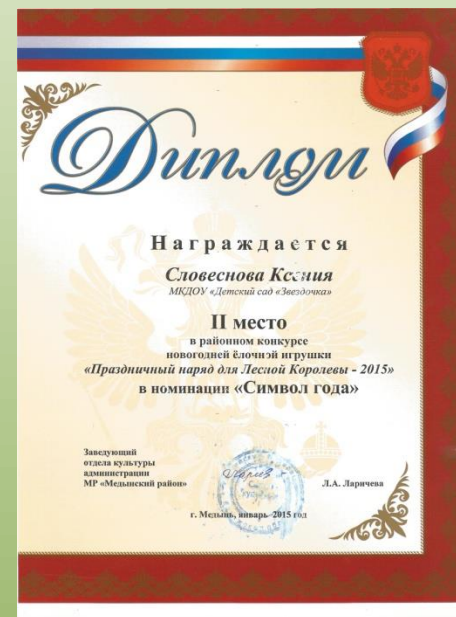 Диплом
Награждается
Словеснова Ксения
МКДОУ «Детский сад «Звездочка»
II место
в районном конкурсе
новогодней ёлочной игрушки
«Праздничный наряд для Лесной Королевы - 2015»
в номинации «Символ года»
Заведующий
отдела культуры
администрации
МР «Медынский район»
Л.А. Ларичева
г. Медынь, январь-2015 год